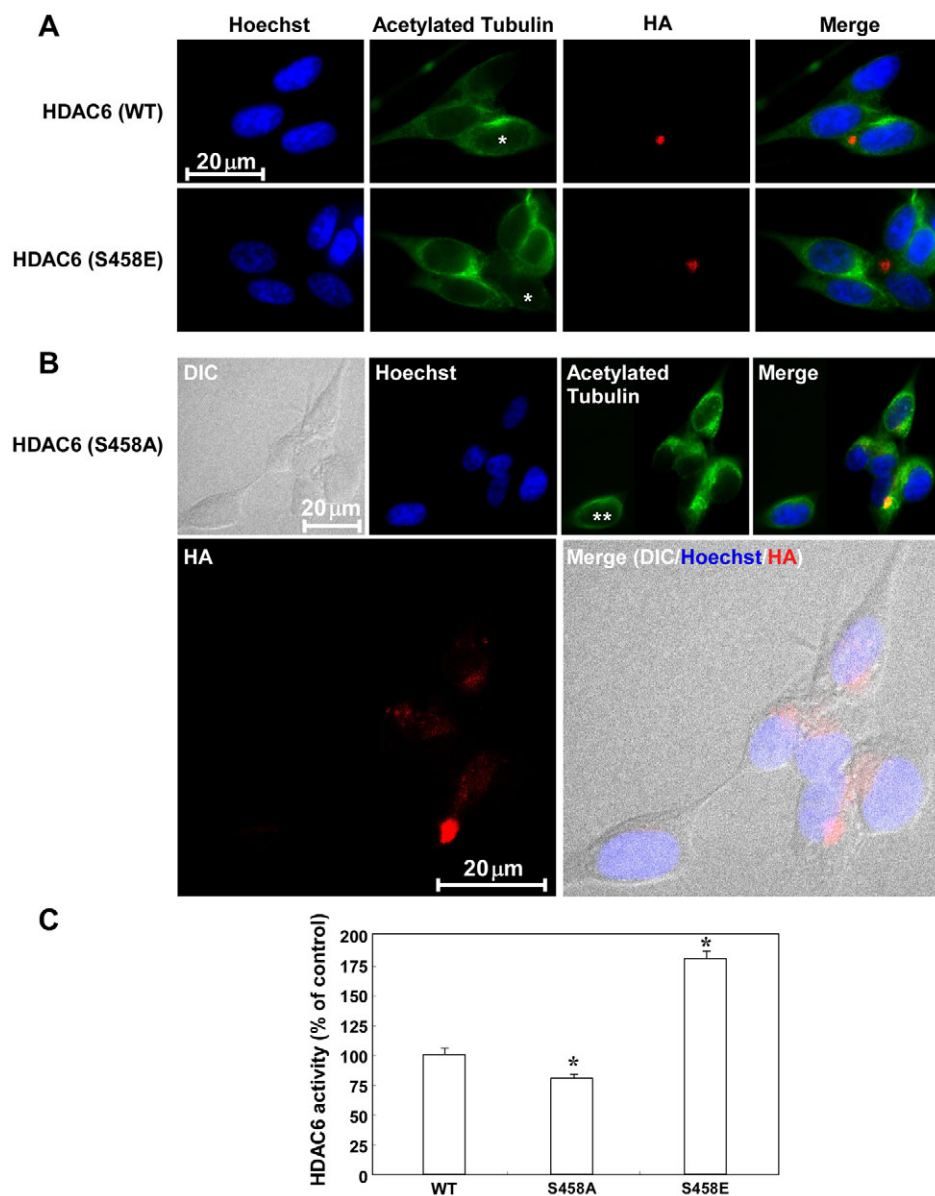 A
Hoechst Acetylated Tubulin HA Merge
HDAC6 (WT)
*
20 μm
HDAC6 (S458E)
*
B
HDAC6 (S458A)
DIC
20 μm
Hoechst
Acetylated
Tubulin
**
Merge
HA
20 μm
Merge (DIC/Hoechst/HA)
C
HDAC6 activity (% of control)
200
175
150
125
100
75
50
25
0
*
*
WT S458A S458E